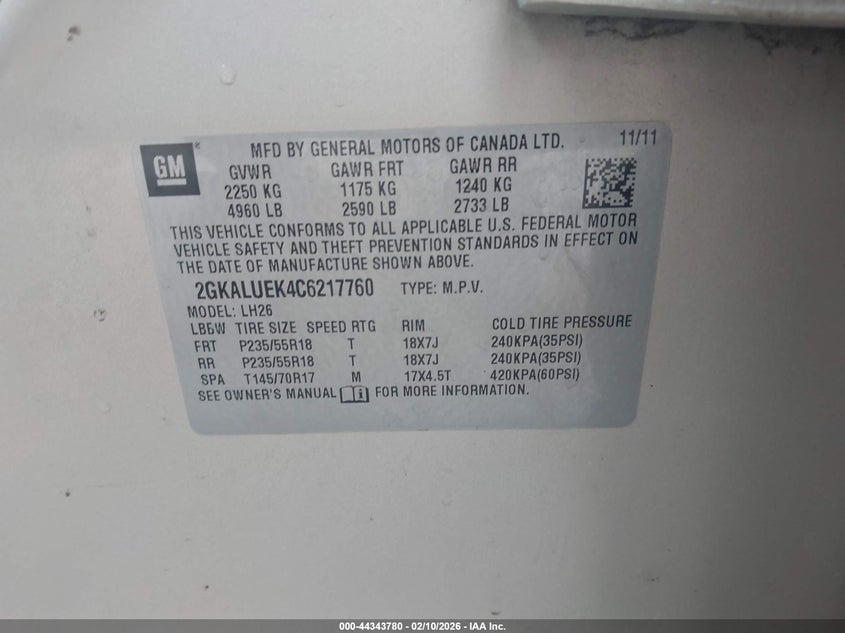 GM
MFD BY GENERAL MOTORS OF CANADA LTD. 11/11
GVWR GAWR FRT GAWR RR
2250 KG 1175 KG 1240 KG
4960 LB 2590 LB 2733 LB
THIS VEHICLE CONFORMS TO ALL APPLICABLE U.S. FEDERAL MOTOR
VEHICLE SAFETY AND THEFT PREVENTION STANDARDS IN EFFECT ON
THE DATE OF MANUFACTURE SHOWN ABOVE.
2GKALUEK4C6217760 TYPE: M.P.V.
MODEL: LH26
LB6W TIRE SIZE SPEED RTG RIM COLD TIRE PRESSURE
FRT P235/55R18 T 18X7J 240KPA(35PSI)
RR P235/55R18 T 18X7J 240KPA(35PSI)
SPA T145/70R17 M 17X4.5T 420KPA(60PSI)
SEE OWNER'S MANUAL FOR MORE INFORMATION.
000-44343780 - 02/10/2026 - IAA Inc.